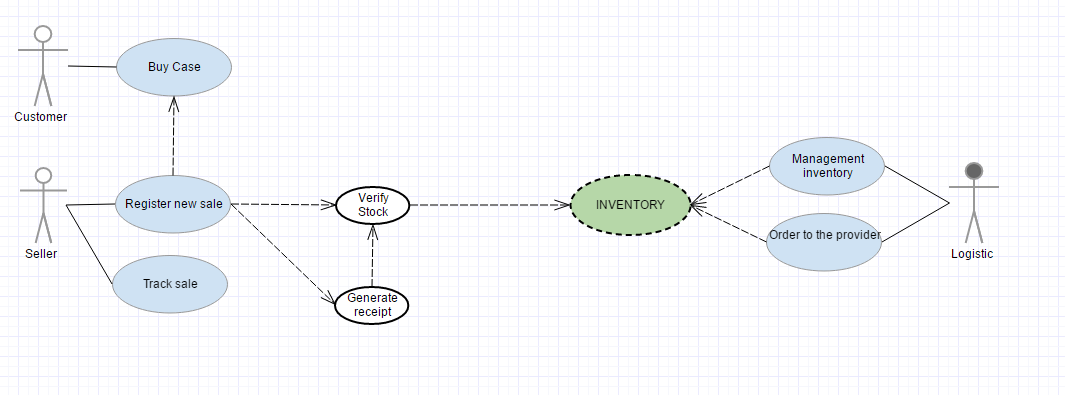 Customer
Buy Case
Seller
Register new sale
Track sale
Verify
Stock
Generate
receipt
INVENTORY
Management
inventory
Order to the provider
Logistic